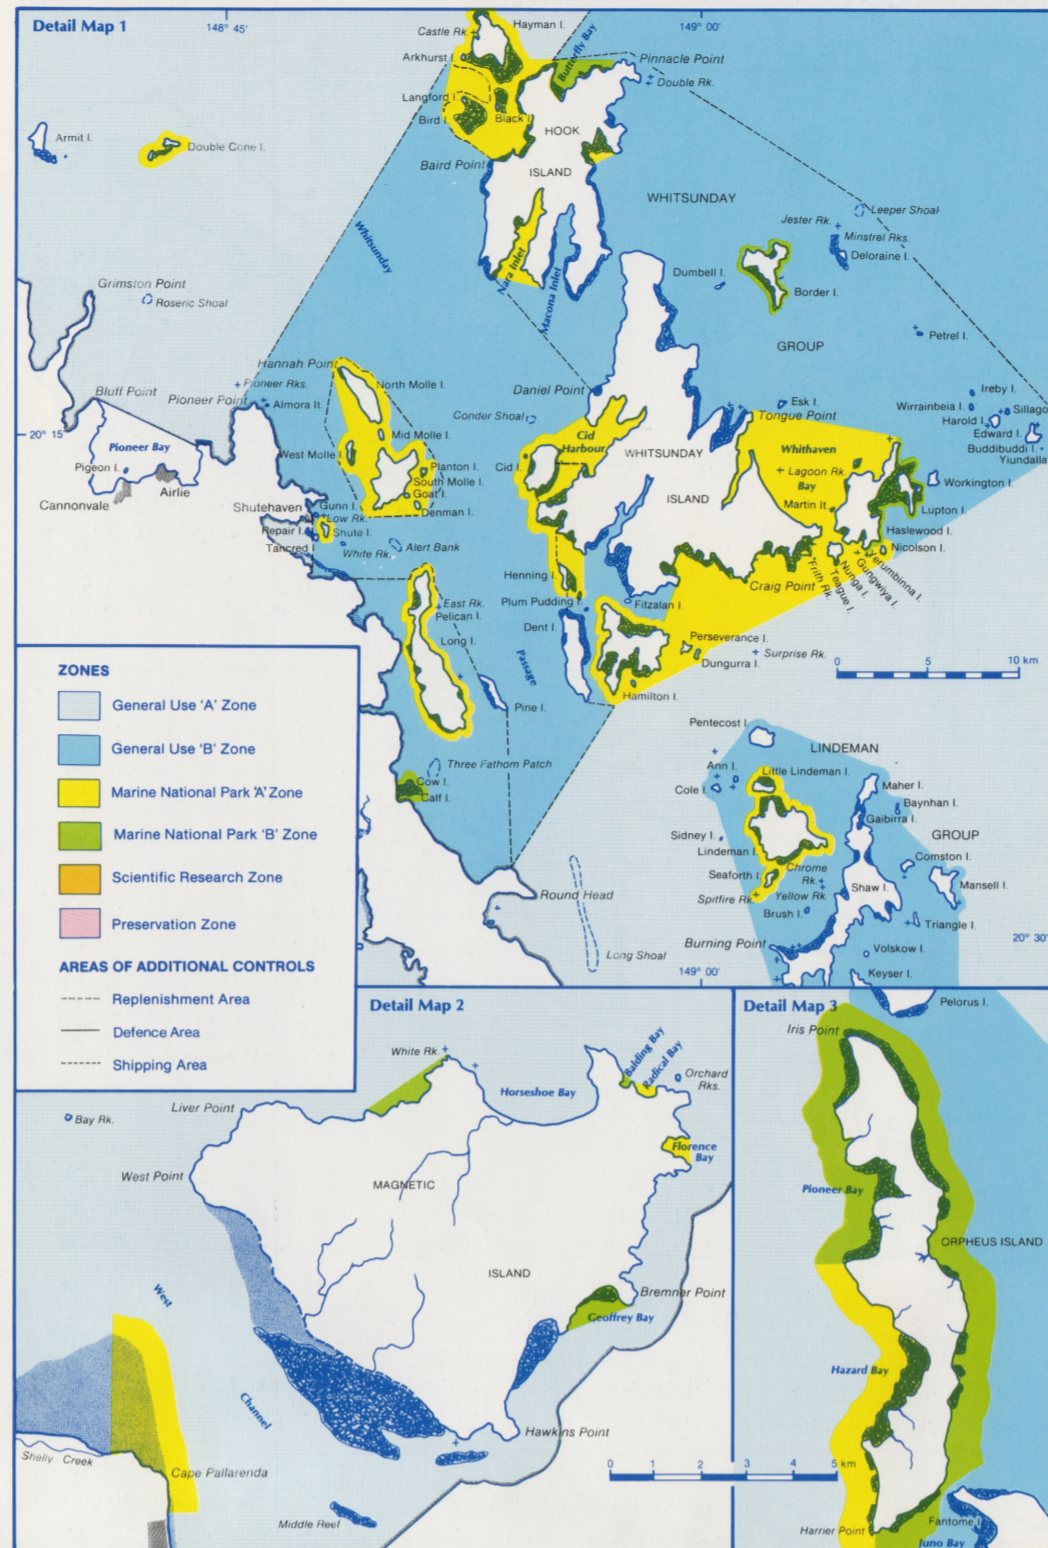 Detail Map 1
148° 45'
149° 00'
Castle Rk.
Hayman I.
Arkhurst I.
Butterfly Bay
Pinnacle Point
Double Rk.
Langford I.
Bird I.
Black I.
HOOK
ISLAND
Armit I.
Double Cone I.
Baird Point
Whitsunday
WHITSUNDAY
Leeper Shoal
Jester Rk.
Minstrel Rks.
Deloraine I.
Nara Inlet
Macona Inlet
Dumbell I.
Border I.
Grimston Point
Roseric Shoal
GROUP
Petrel I.
Hannah Point
North Molle I.
Bluff Point
Pioneer Rks.
Pioneer Point
Almora It.
Daniel Point
Conder Shoal
Esk I.
Tongue Point
Ireby I.
Wirrainbeia I.
Sillago
Harold I.
Edward I.
Buddibuddi I.
Yiundalla
20° 15'
Pioneer Bay
Mid Molle I.
West Molle I.
Cid
Harbour
Cid I.
WHITSUNDAY
Whithaven
Bay
Lagoon Rk.
Pigeon I.
Airlie
Cannonvale
Planton I.
South Molle I.
Goat I.
Denman I.
ISLAND
Martin It
Workington I.
Lupton I.
Haslewood I.
Nicolson I.
Shutehaven
Gunn I.
Low Rk.
Repair I.
Shute I.
Tancred I
White Rk.
Alert Bank
Henning I.
Craig Point
Frith Rk.
Teague I.
Nunga I.
Gungwiya I.
Yerumbinna I.
East Rk.
Pelican I.
Plum Pudding I.
Fitzalan I.
Long I.
Dent I.
Passage
Perseverance I.
Dungurra I.
Surprise Rk.
0 5 10 km
Pine I.
Hamilton I.
Three Fathom Patch
Cow I.
Calf I.
Pentecost I.
LINDEMAN
Ann I.
Cole I.
Little Lindeman I.
Maher I.
Baynhan I.
Gaibirra I.
GROUP
Sidney I.
Lindeman I.
Comston I.
Seaforth I.
Chrome
Rk.
Mansell I.
Spitfire Rk.
Yellow Rk.
Shaw I.
Brush I.
Triangle I.
Round Head
Long Shoal
Burning Point
Volskow I.
Keyser I.
20° 30'
149° 00'
ZONES
General Use 'A' Zone
General Use 'B' Zone
Marine National Park 'A' Zone
Marine National Park 'B' Zone
Scientific Research Zone
Preservation Zone
AREAS OF ADDITIONAL CONTROLS
Replenishment Area
Defence Area
Shipping Area
Detail Map 2
White Rk.
Horseshoe Bay
Balding Bay
Radical Bay
Orchard
Rks.
Liver Point
Bay Rk.
West Point
Florence
Bay
MAGNETIC
ISLAND
West
Channel
Bremner Point
Geoffrey Bay
Hawkins Point
Shelly Creek
Cape Pallarenda
Middle Reef
0 1 2 3 4 5 km
Detail Map 3
Pelorus I.
Iris Point
Pioneer Bay
ORPHEUS ISLAND
Hazard Bay
Harrier Point
Fantome I.
Juno Bay